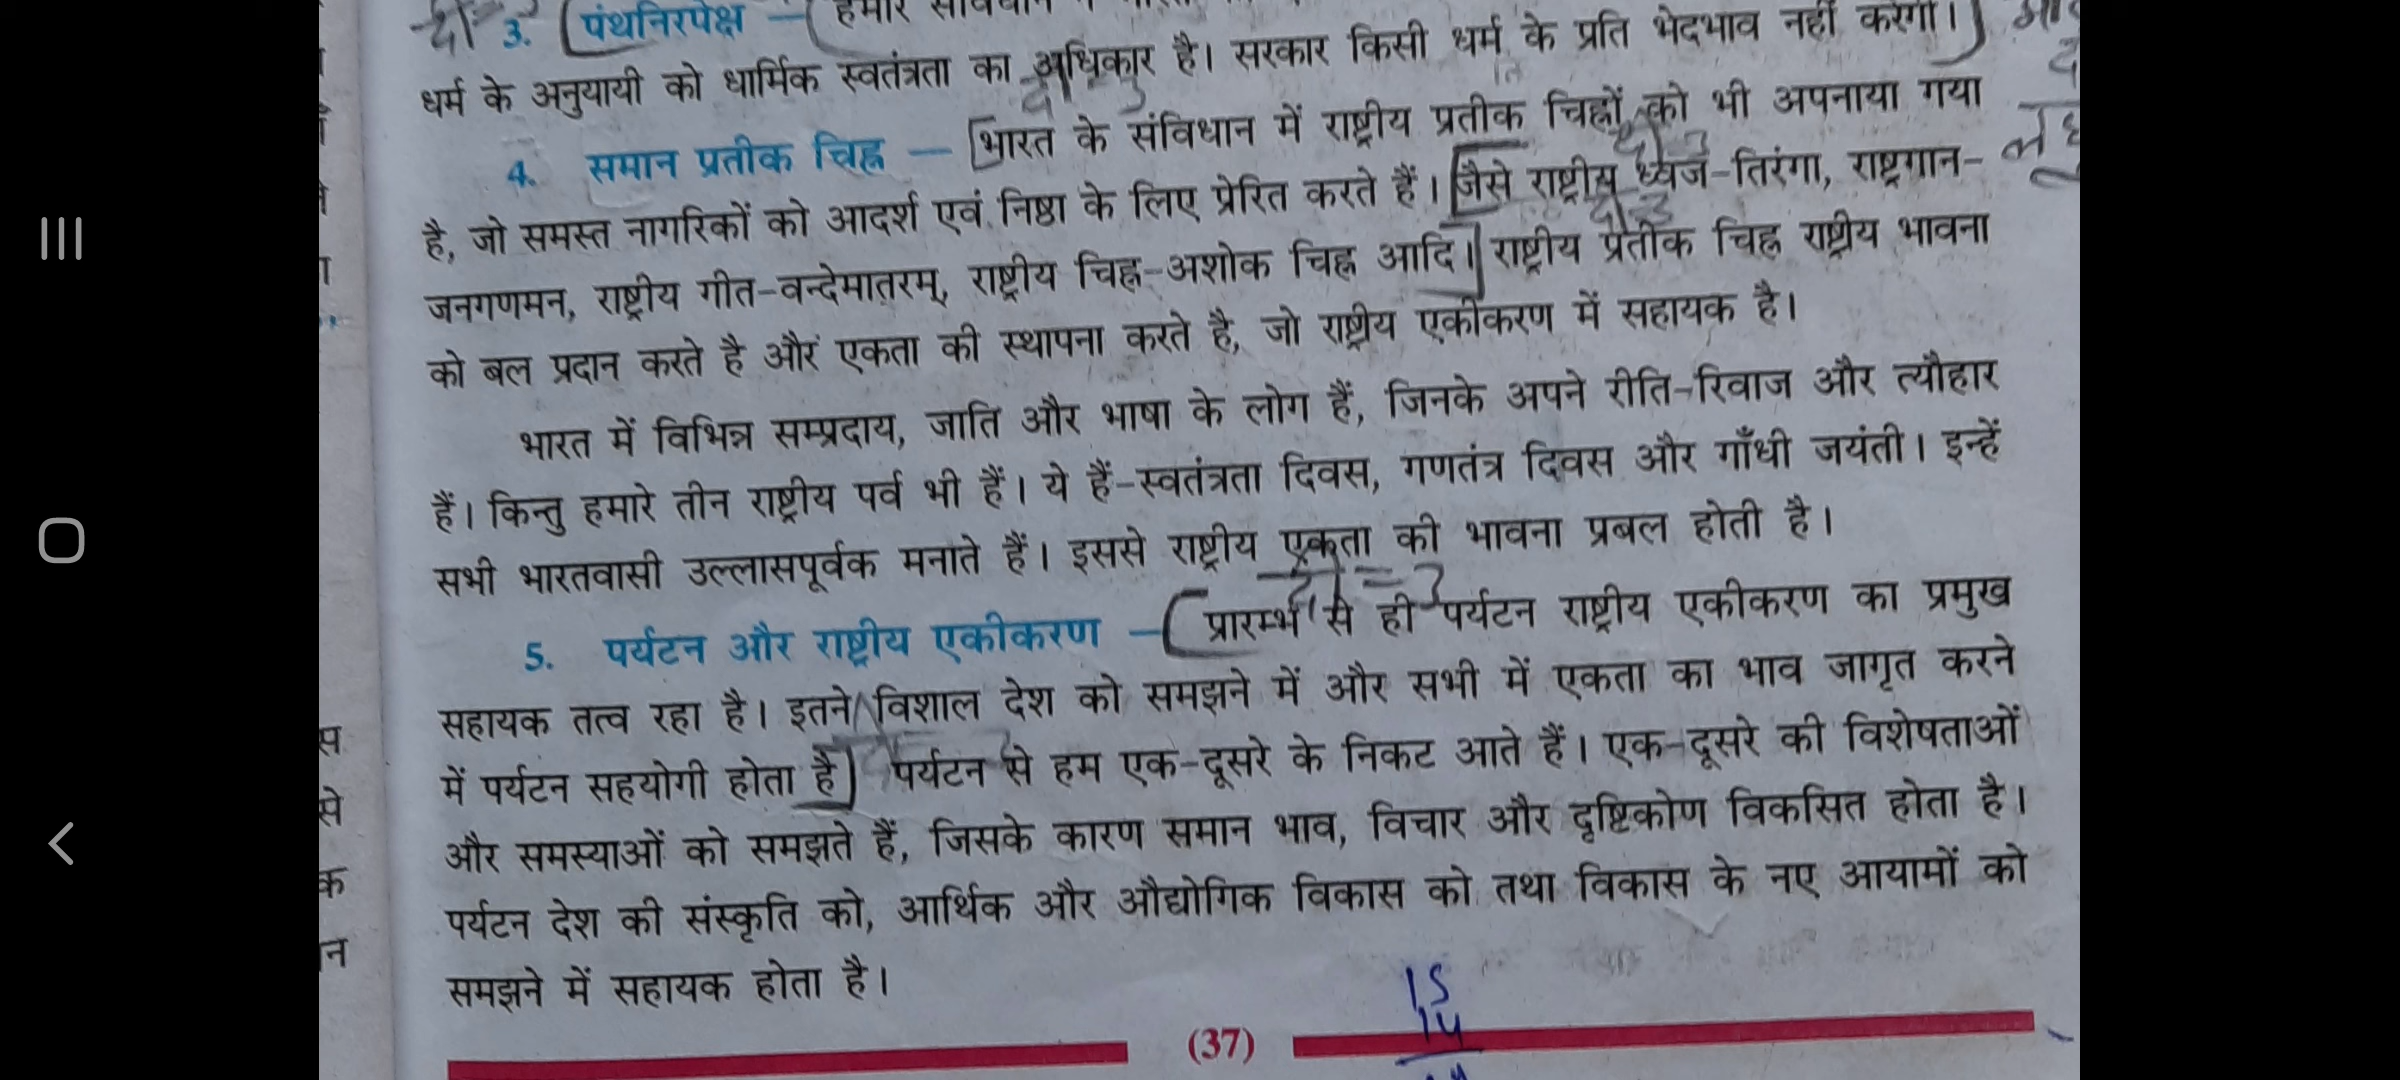 3. पंथनिरपेक्ष – हमारे
धर्म के अनुयायी को धार्मिक स्वतंत्रता का अधिकार है। सरकार किसी धर्म के प्रति भेदभाव नहीं करेगी।
4. समान प्रतीक चिह्न – भारत के संविधान में राष्ट्रीय प्रतीक चिह्नों को भी अपनाया गया
है, जो समस्त नागरिकों को आदर्श एवं निष्ठा के लिए प्रेरित करते हैं। जैसे राष्ट्रीय ध्वज-तिरंगा, राष्ट्रगान-
जनगणमन, राष्ट्रीय गीत-वन्देमातरम्, राष्ट्रीय चिह्न-अशोक चिह्न आदि। राष्ट्रीय प्रतीक चिह्न राष्ट्रीय भावना
को बल प्रदान करते है और एकता की स्थापना करते है, जो राष्ट्रीय एकीकरण में सहायक है।
भारत में विभिन्न सम्प्रदाय, जाति और भाषा के लोग हैं, जिनके अपने रीति-रिवाज और त्यौहार
हैं। किन्तु हमारे तीन राष्ट्रीय पर्व भी हैं। ये हैं-स्वतंत्रता दिवस, गणतंत्र दिवस और गाँधी जयंती। इन्हें
सभी भारतवासी उल्लासपूर्वक मनाते हैं। इससे राष्ट्रीय एकता की भावना प्रबल होती है।
5. पर्यटन और राष्ट्रीय एकीकरण – प्रारम्भ से ही पर्यटन राष्ट्रीय एकीकरण का प्रमुख
सहायक तत्व रहा है। इतने विशाल देश को समझने में और सभी में एकता का भाव जागृत करने
में पर्यटन सहयोगी होता है। पर्यटन से हम एक-दूसरे के निकट आते हैं। एक-दूसरे की विशेषताओं
और समस्याओं को समझते हैं, जिसके कारण समान भाव, विचार और दृष्टिकोण विकसित होता है।
पर्यटन देश की संस्कृति को, आर्थिक और औद्योगिक विकास को तथा विकास के नए आयामों को
समझने में सहायक होता है।
15
14
(37)